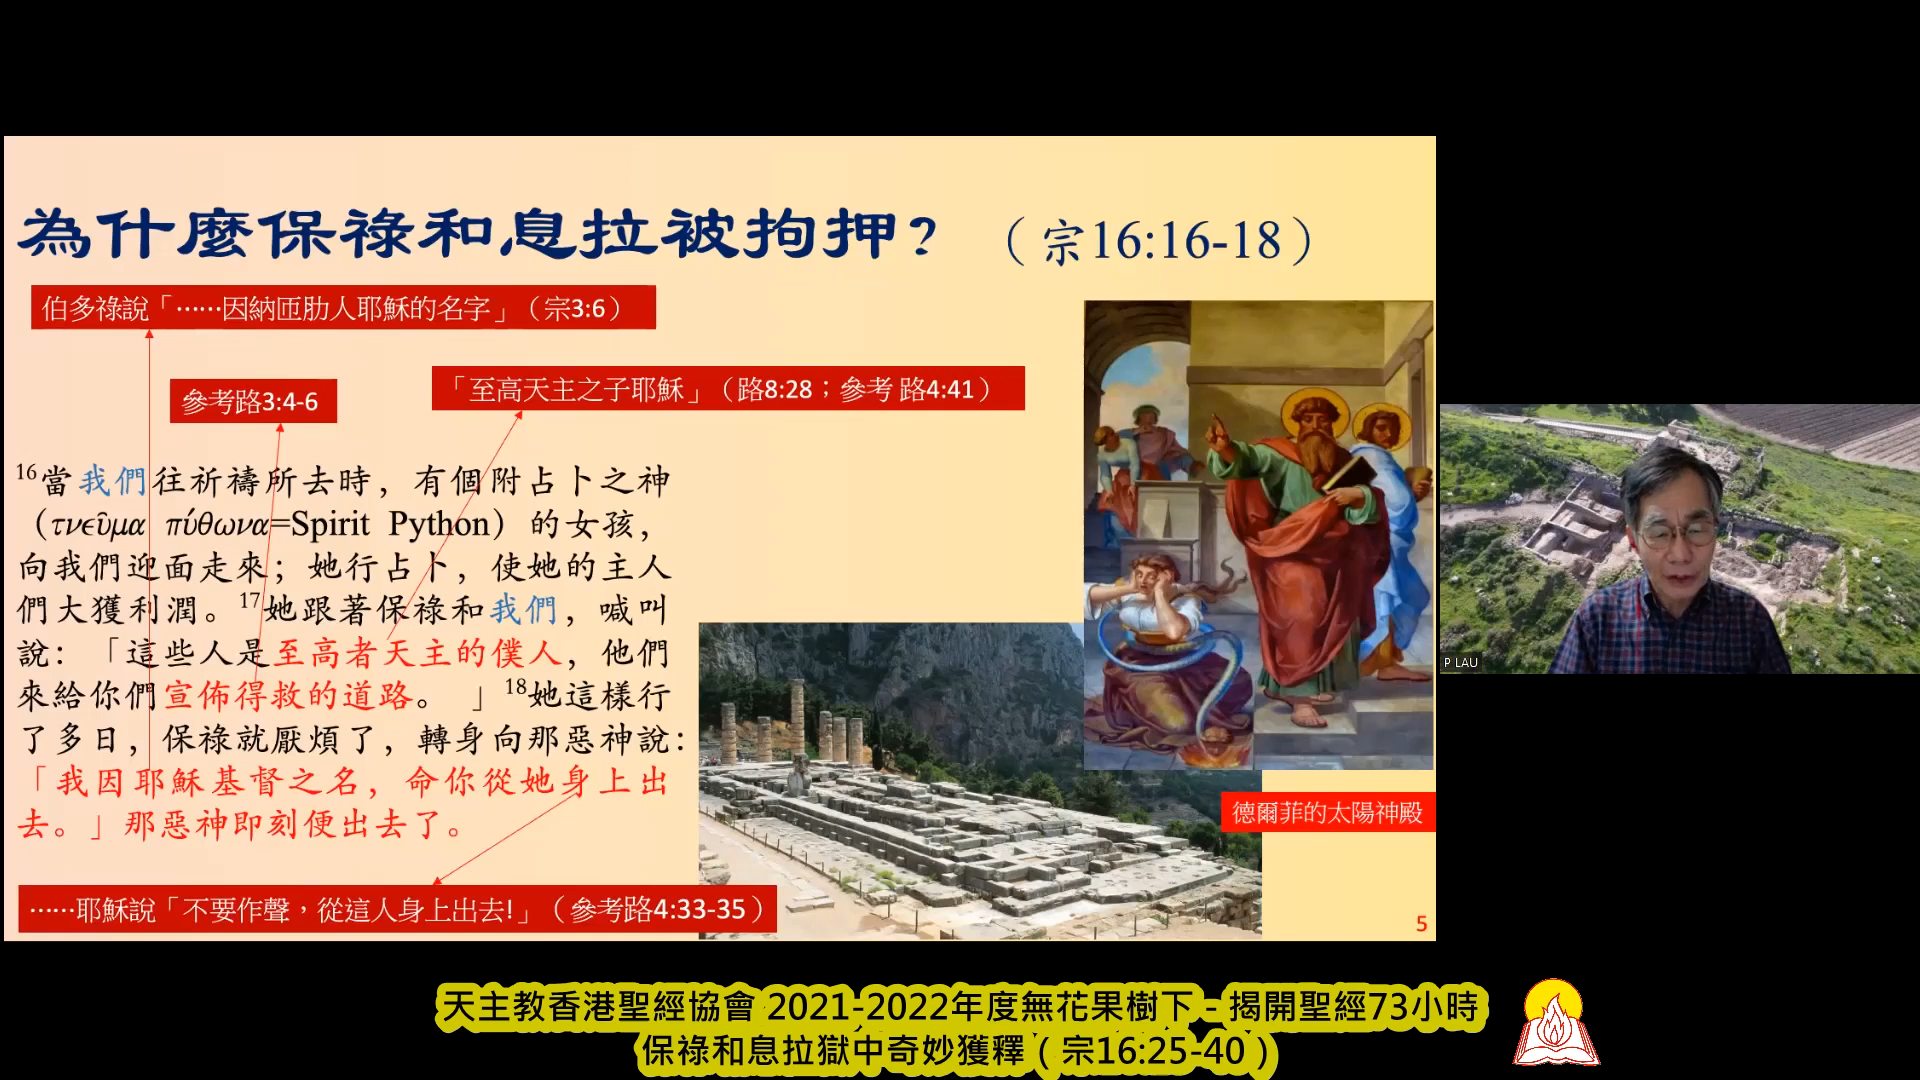 為什麼保祿和息拉被拘押? （宗16:16-18）
伯多祿說「……因納匝肋人耶穌的名字」（宗3:6）
參考路3:4-6
「至高天主之子耶穌」（路8:28；參考 路4:41）
16當我們往祈禱所去時，有個附占卜之神
（τνεῦμα πύθωνα=Spirit Python）的女孩，
向我們迎面走來；她行占卜，使她的主人
們大獲利潤。17她跟著保祿和我們，喊叫
說：「這些人是至高者天主的僕人，他們
來給你們宣佈得救的道路。」18她這樣行
了多日，保祿就厭煩了，轉身向那惡神說：
「我因耶穌基督之名，命你從她身上出
去。」那惡神即刻便出去了。
……耶穌說「不要作聲，從這人身上出去!」（參考路4:33-35）
德爾菲的太陽神殿
5
P LAU
天主教香港聖經協會 2021-2022年度無花果樹下 - 揭開聖經73小時
保祿和息拉獄中奇妙獲釋（宗16:25-40）